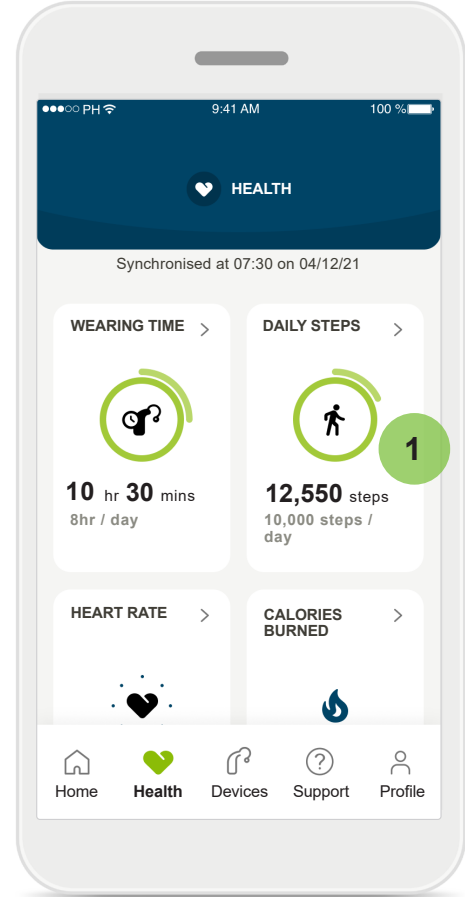 PH 9:41 AM 100 %
HEALTH
Synchronised at 07:30 on 04/12/21
WEARING TIME
10 hr 30 mins
8hr / day
DAILY STEPS
12,550 steps
10,000 steps /
day
1
HEART RATE
CALORIES
BURNED
Home Health Devices Support Profile